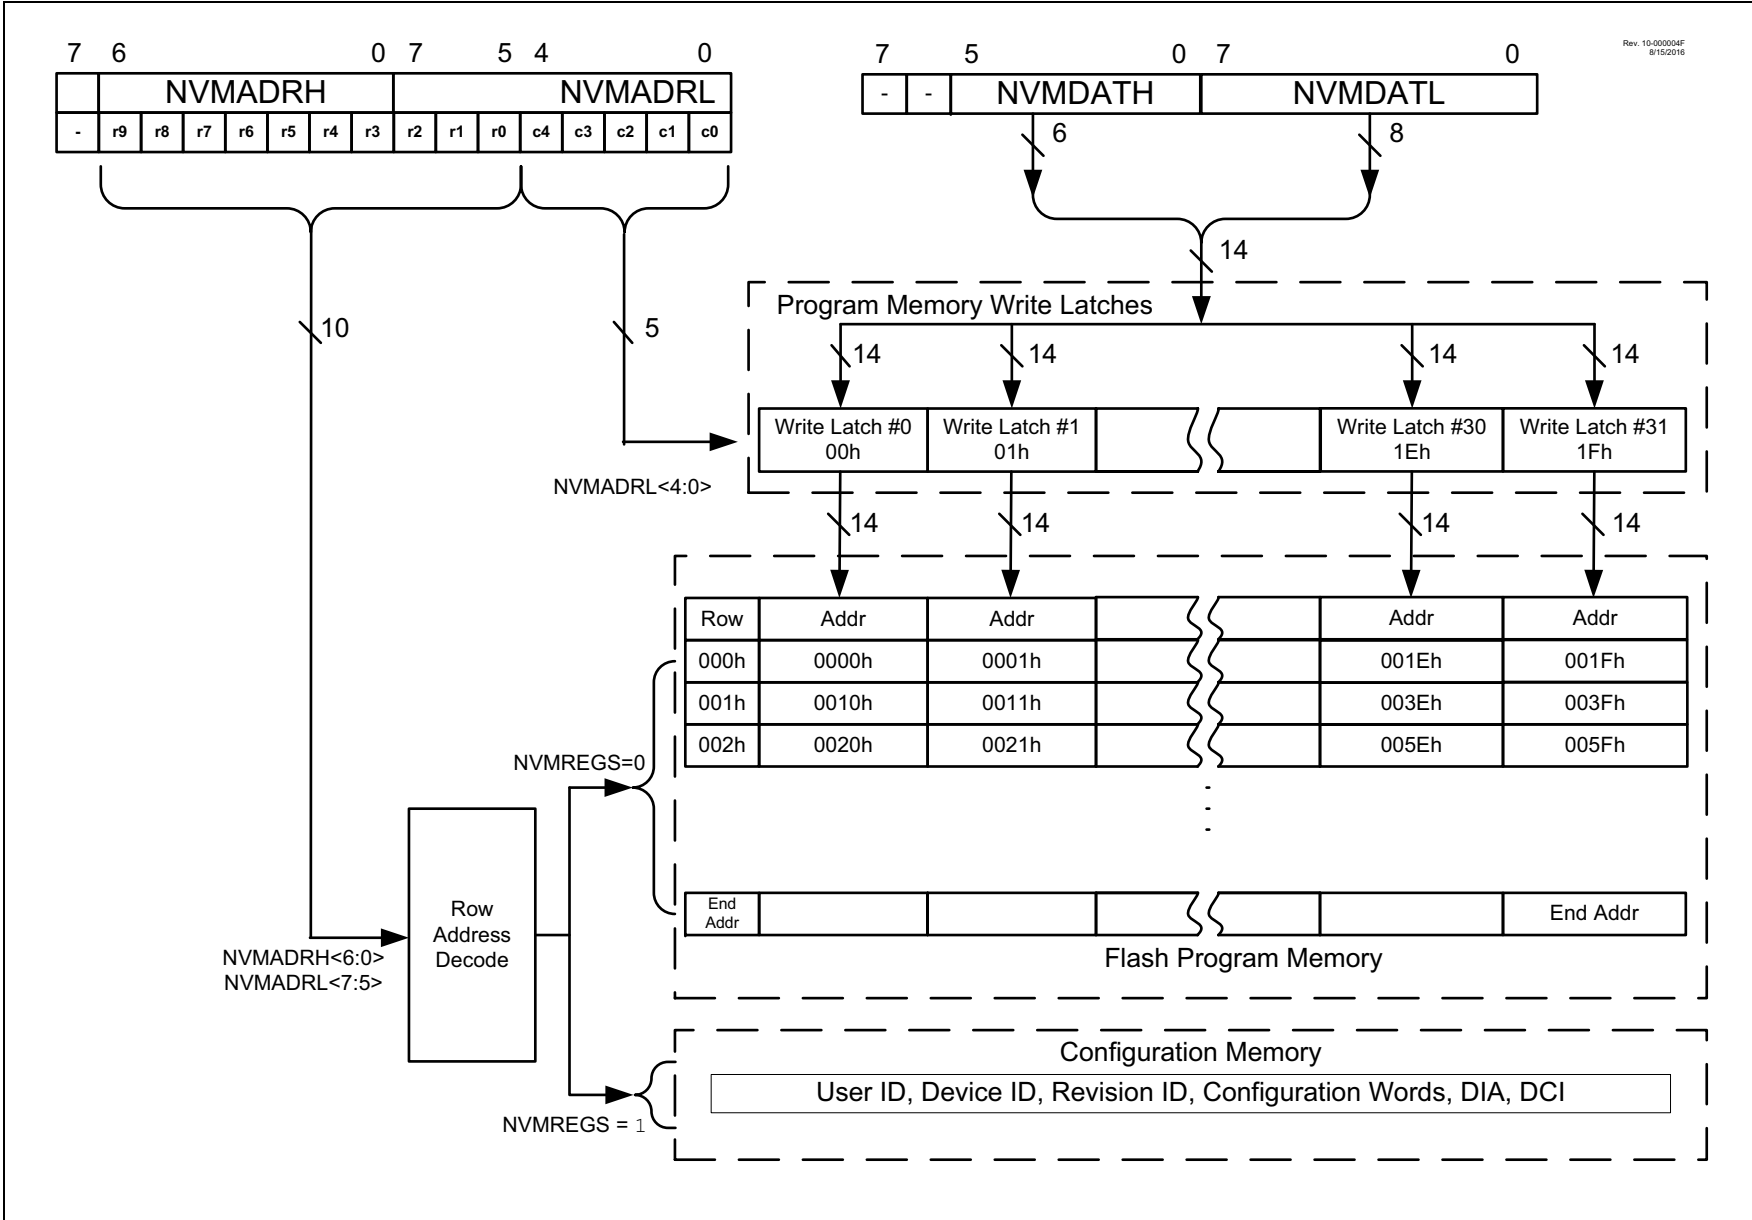 Rev. 10-000004F
8/15/2016
7 6 0 7 5 4 0
7 5 0 7 0
NVMADRH NVMADRL
- - NVMDATH NVMDATL
- r9 r8 r7 r6 r5 r4 r3 r2 r1 r0 c4 c3 c2 c1 c0
6 8
14
Program Memory Write Latches
10 5
14 14 14 14
Write Latch #0 Write Latch #1 Write Latch #30 Write Latch #31
00h 01h 1Eh 1Fh
NVMADRL<4:0>
14 14 14 14
Row Addr Addr Addr Addr
000h 0000h 0001h 001Eh 001Fh
001h 0010h 0011h 003Eh 003Fh
002h 0020h 0021h 005Eh 005Fh
NVMREGS=0
End
Addr
End Addr
Row
Address
Decode
NVMADRH<6:0>
NVMADRL<7:5>
Flash Program Memory
Configuration Memory
User ID, Device ID, Revision ID, Configuration Words, DIA, DCI
NVMREGS = 1